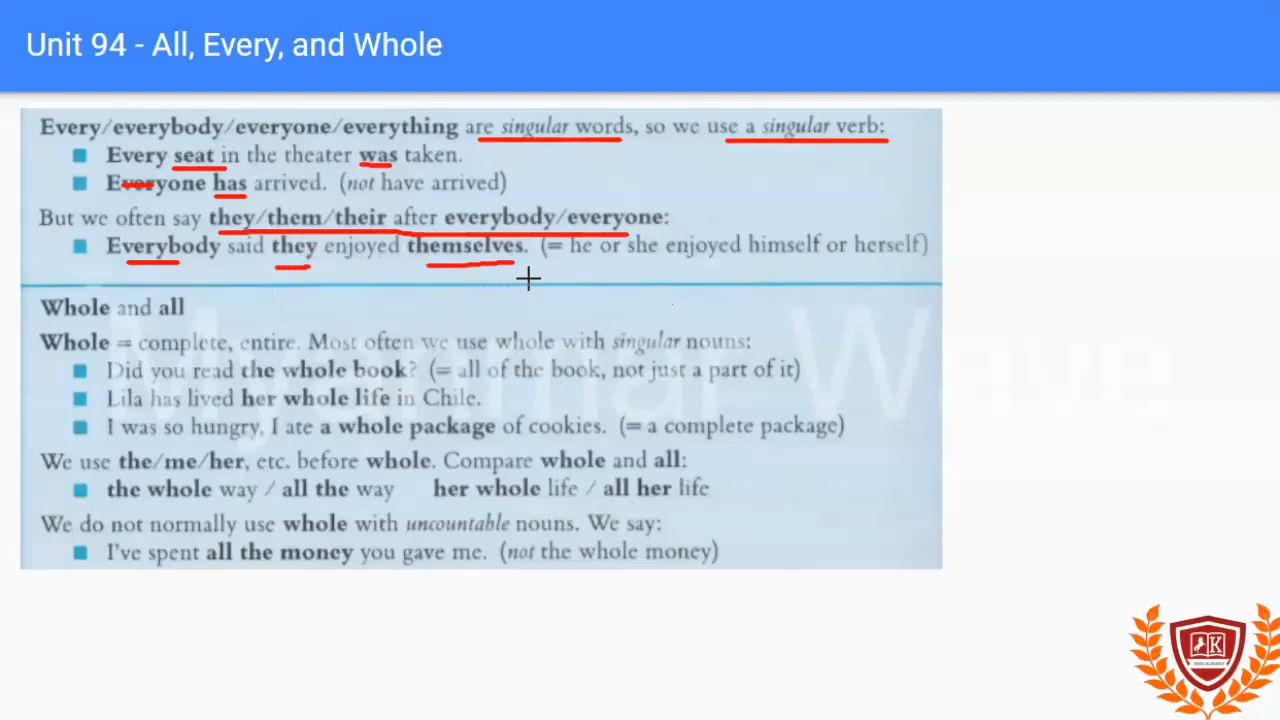 Unit 94 - All, Every, and Whole
Every/everybody/everyone/everything are singular words, so we use a singular verb:
Every seat in the theater was taken.
Everyone has arrived. (not have arrived)
But we often say they/them/their after everybody/everyone:
Everybody said they enjoyed themselves. (= he or she enjoyed himself or herself)
Whole and all
Whole = complete, entire. Most often we use whole with singular nouns:
Did you read the whole book? (= all of the book, not just a part of it)
Lila has lived her whole life in Chile.
I was so hungry, I ate a whole package of cookies. (= a complete package)
We use the/me/her, etc. before whole. Compare whole and all:
the whole way / all the way her whole life / all her life
We do not normally use whole with uncountable nouns. We say:
I've spent all the money you gave me. (not the whole money)
Myanmar Wave
K